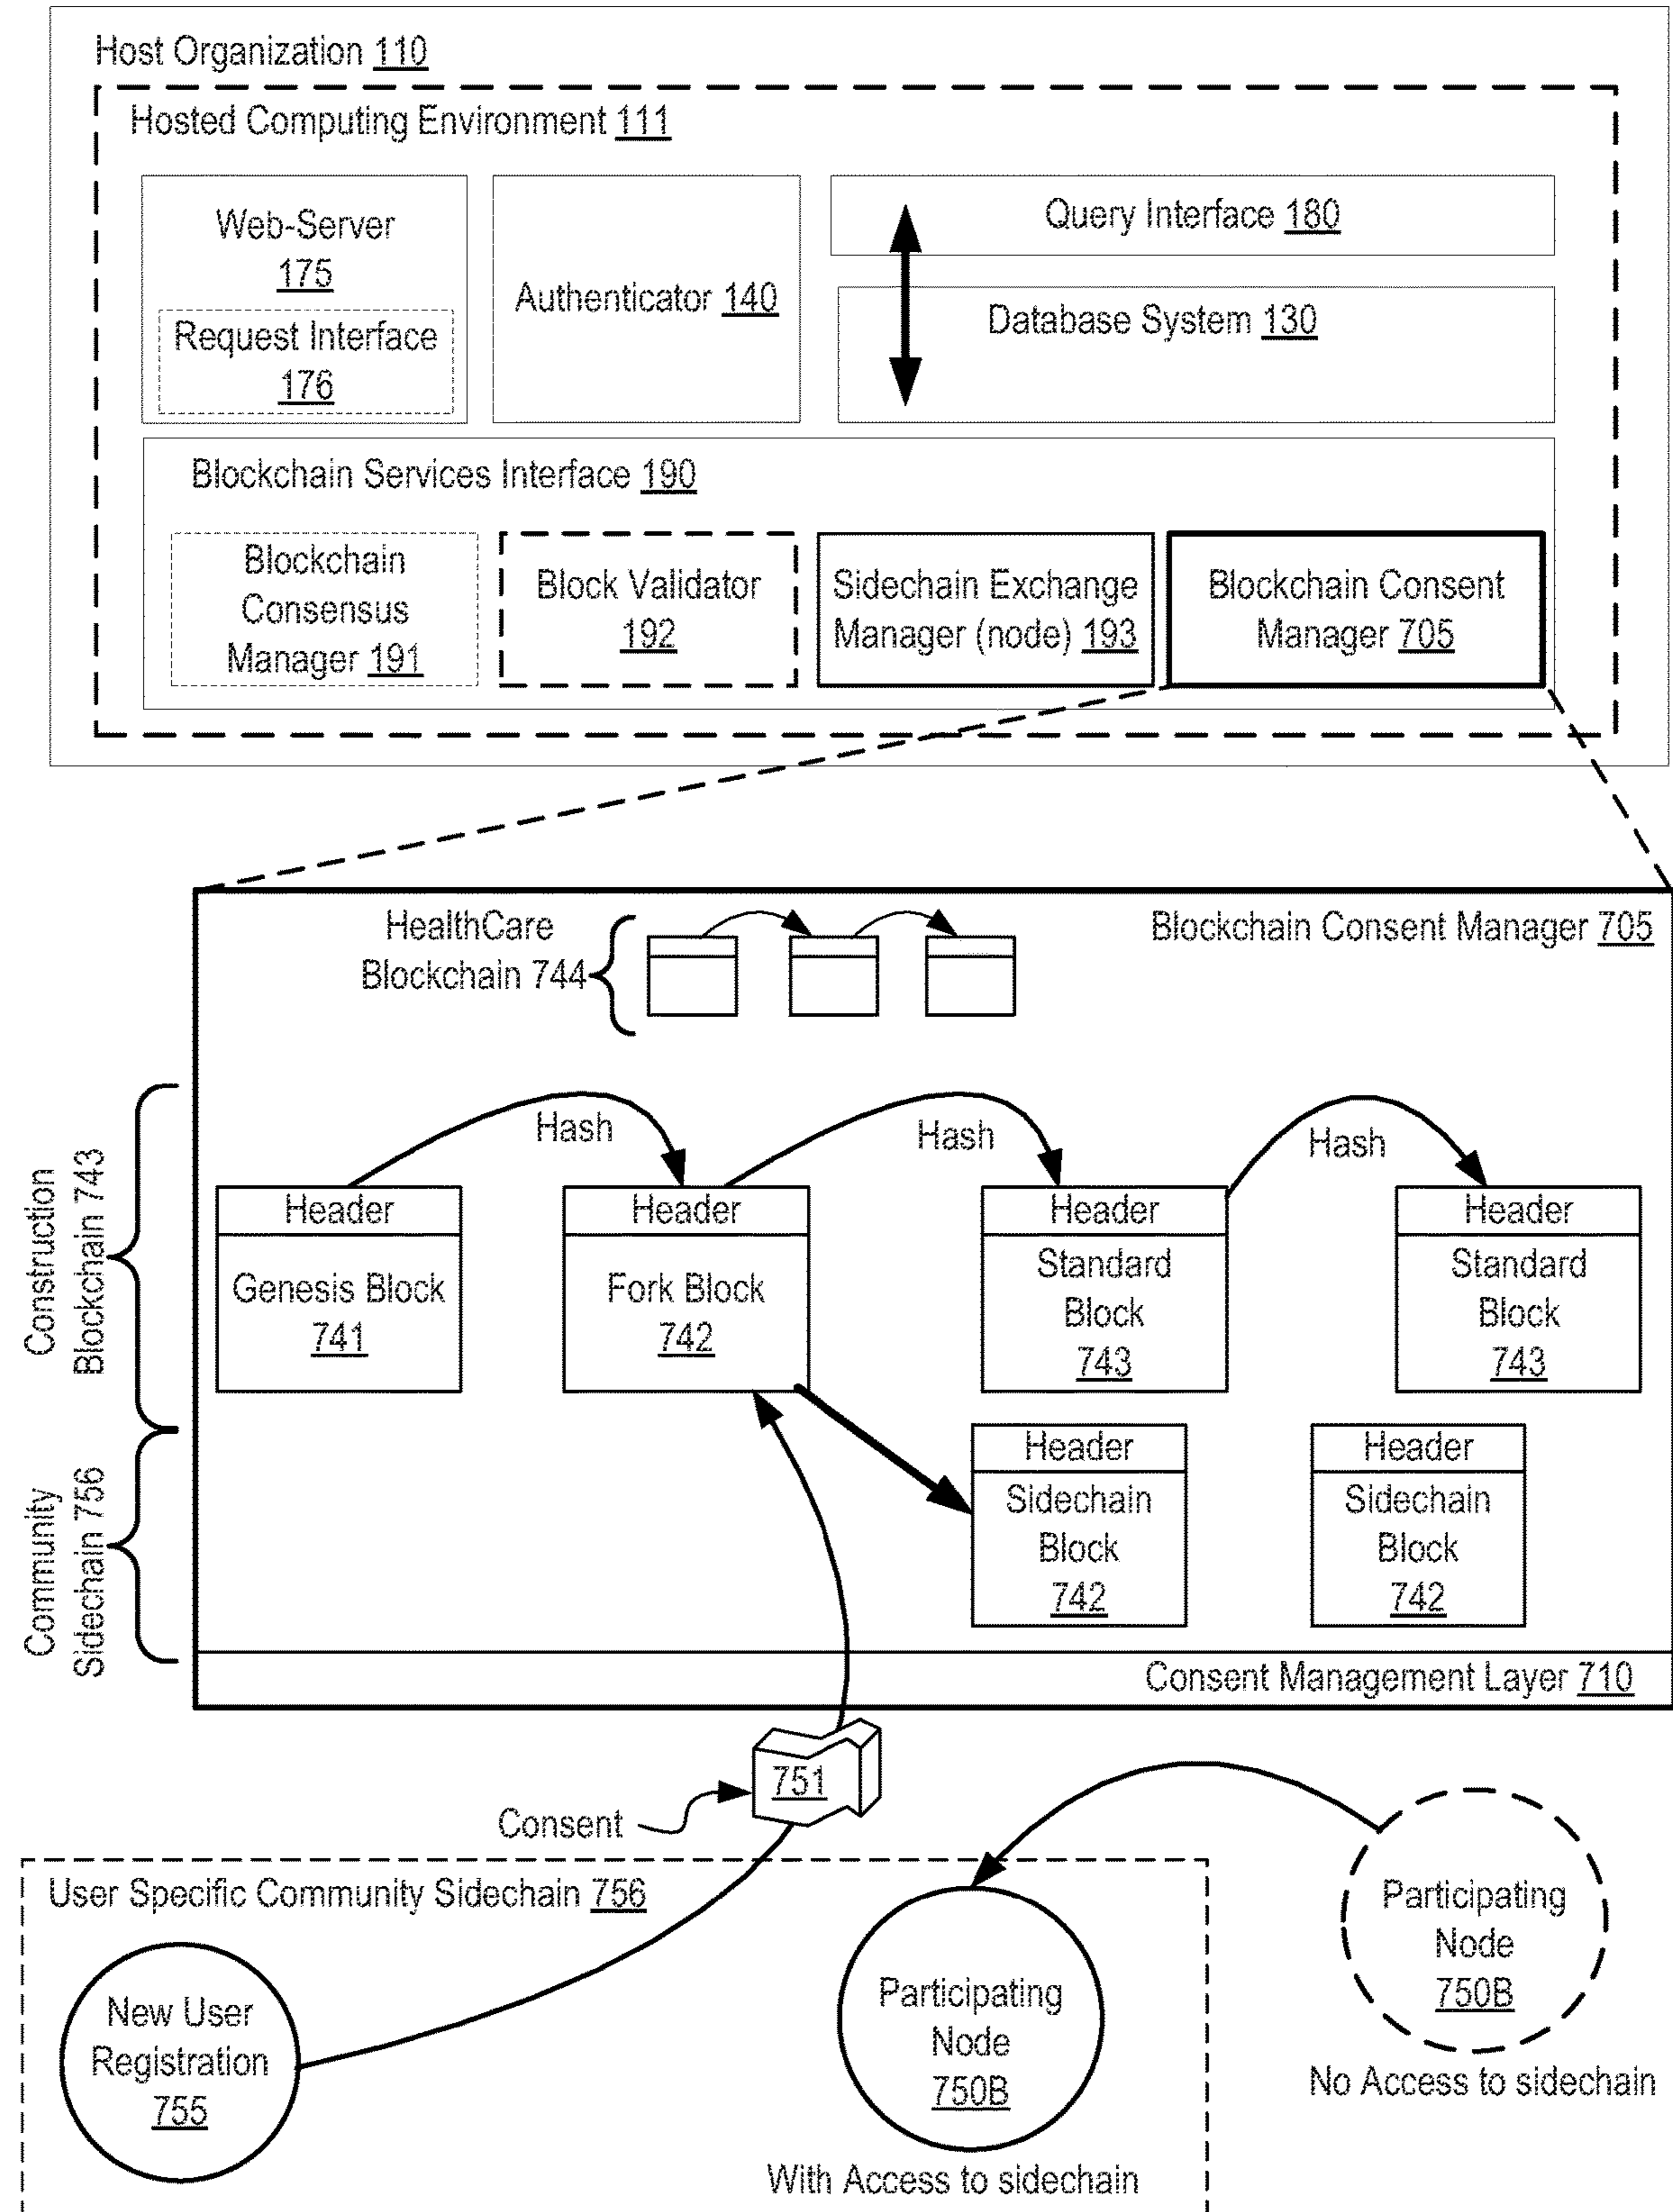 Host Organization 110
Hosted Computing Environment 111
Web-Server
175
Request Interface
176
Authenticator 140
Query Interface 180
Database System 130
Blockchain Services Interface 190
Blockchain
Consensus
Manager 191
Block Validator
192
Sidechain Exchange
Manager (node) 193
Blockchain Consent
Manager 705
HealthCare
Blockchain 744
Blockchain Consent Manager 705
Construction
Blockchain 743
Hash
Hash
Hash
Header
Genesis Block
741
Header
Fork Block
742
Header
Standard
Block
743
Header
Standard
Block
743
Community
Sidechain 756
Header
Sidechain
Block
742
Header
Sidechain
Block
742
Consent Management Layer 710
751
Consent
User Specific Community Sidechain 756
New User
Registration
755
Participating
Node
750B
With Access to sidechain
Participating
Node
750B
No Access to sidechain